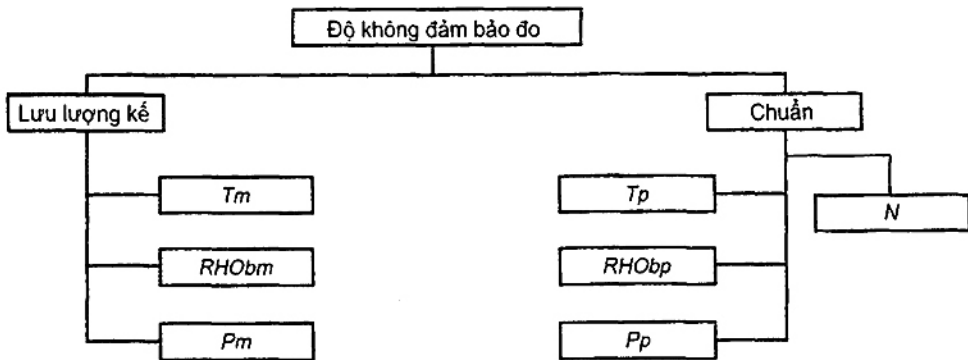 Độ không đảm bảo đo
Lưu lượng kế
Chuẩn
Tm
Tp
N
RHObm
RHObp
Pm
Pp